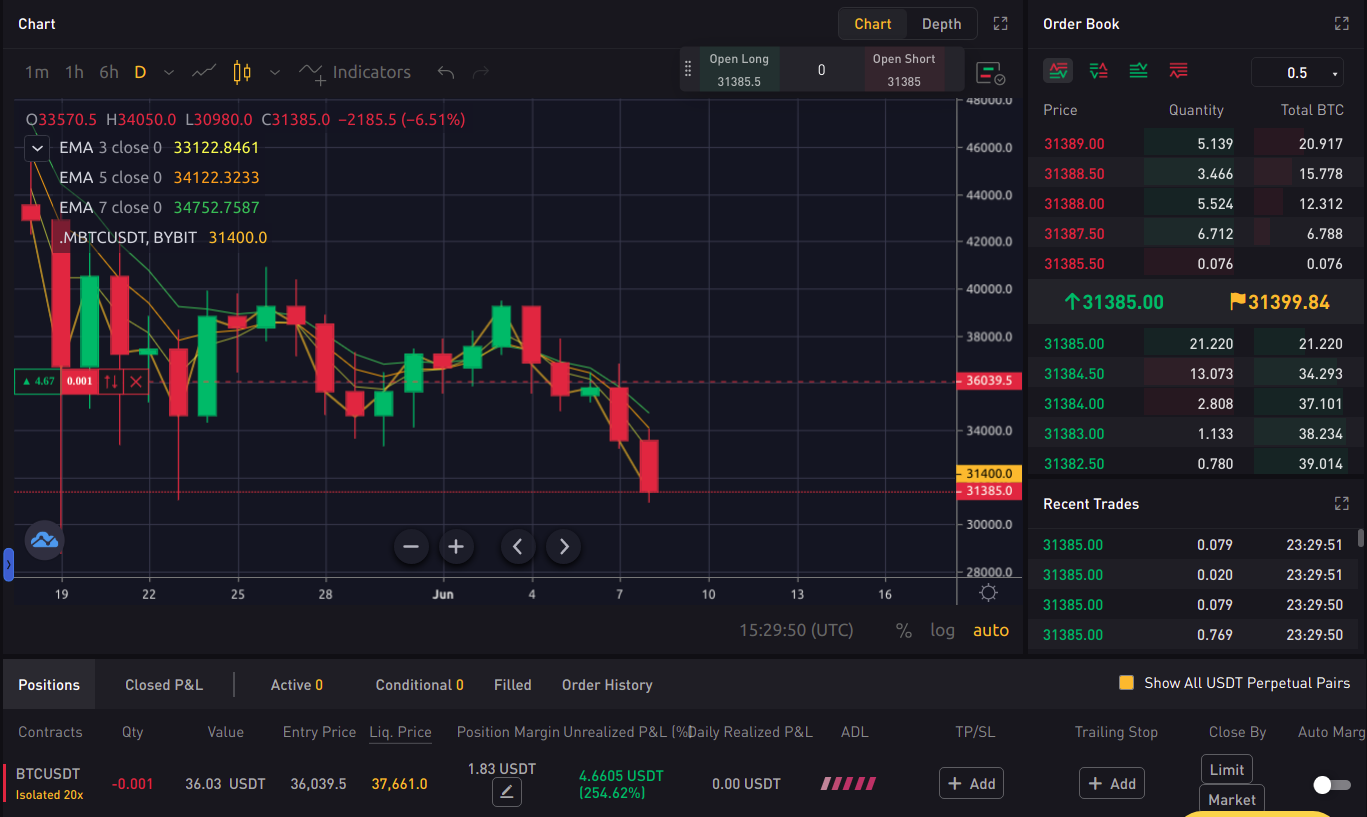 Chart
Chart Depth
1m 1h 6h D Indicators
Open Long 31385.5
0
Open Short 31385
O33570.5 H34050.0 L30980.0 C31385.0 −2185.5 (−6.51%)
EMA 3 close 0 33122.8461
EMA 5 close 0 34122.3233
EMA 7 close 0 34752.7587
.MBTCUSDT, BYBIT 31400.0
▲ 4.67 0.001
48000.0
46000.0
44000.0
42000.0
40000.0
38000.0
36039.5
34000.0
31400.0
31385.0
30000.0
28000.0
19 22 25 28 Jun 4 7 10 13 16
15:29:50 (UTC) % log auto
Order Book
0.5
Price Quantity Total BTC
31389.00 5.139 20.917
31388.50 3.466 15.778
31388.00 5.524 12.312
31387.50 6.712 6.788
31385.50 0.076 0.076
↑31385.00 31399.84
31385.00 21.220 21.220
31384.50 13.073 34.293
31384.00 2.808 37.101
31383.00 1.133 38.234
31382.50 0.780 39.014
Recent Trades
31385.00 0.079 23:29:51
31385.00 0.020 23:29:51
31385.00 0.079 23:29:50
31385.00 0.769 23:29:50
Positions Closed P&L Active 0 Conditional 0 Filled Order History Show All USDT Perpetual Pairs
Contracts Qty Value Entry Price Liq. Price Position Margin Unrealized P&L (%) Daily Realized P&L ADL TP/SL Trailing Stop Close By Auto Marg
BTCUSDT -0.001 36.03 USDT 36,039.5 37,661.0 1.83 USDT 4.6605 USDT 0.00 USDT + Add + Add Limit
Isolated 20x (254.62%) Market